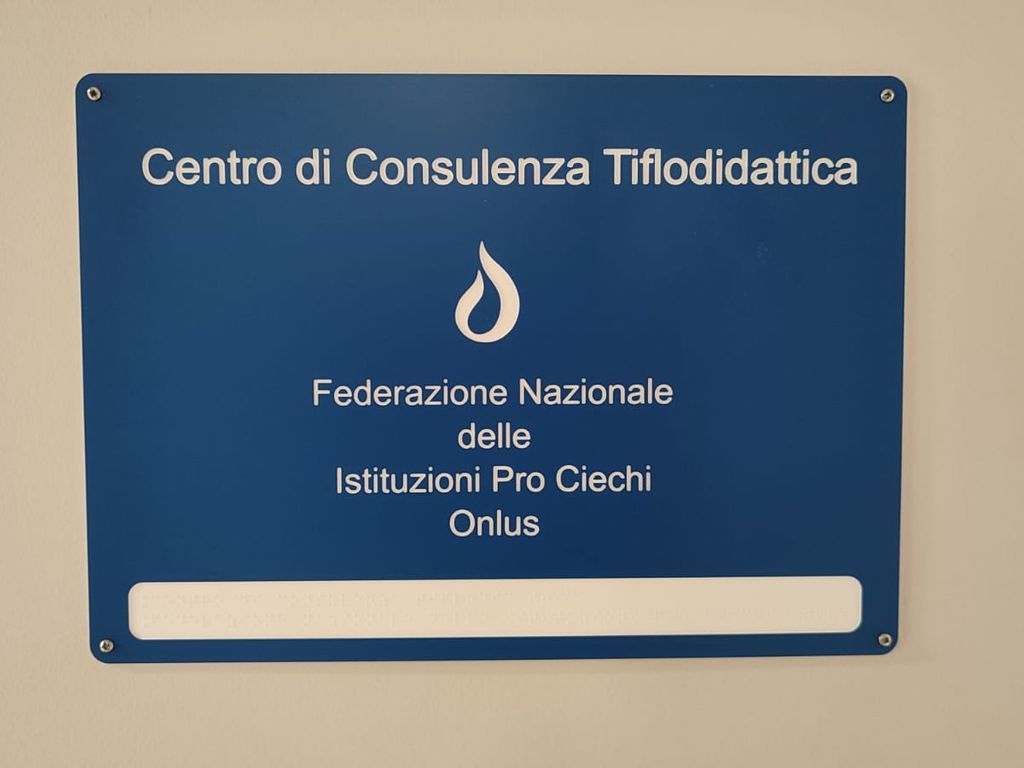 Centro di Consulenza Tiflodidattica
Federazione Nazionale
delle
Istituzioni Pro Ciechi
Onlus